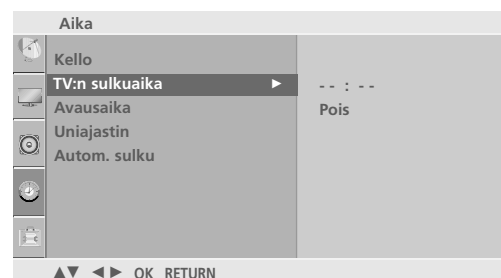 Aika
Kello
TV:n sulkuaika ► - - : - -
Avausaika Pois
Uniajastin
Autom. sulku
▲▼ ◄► OK RETURN